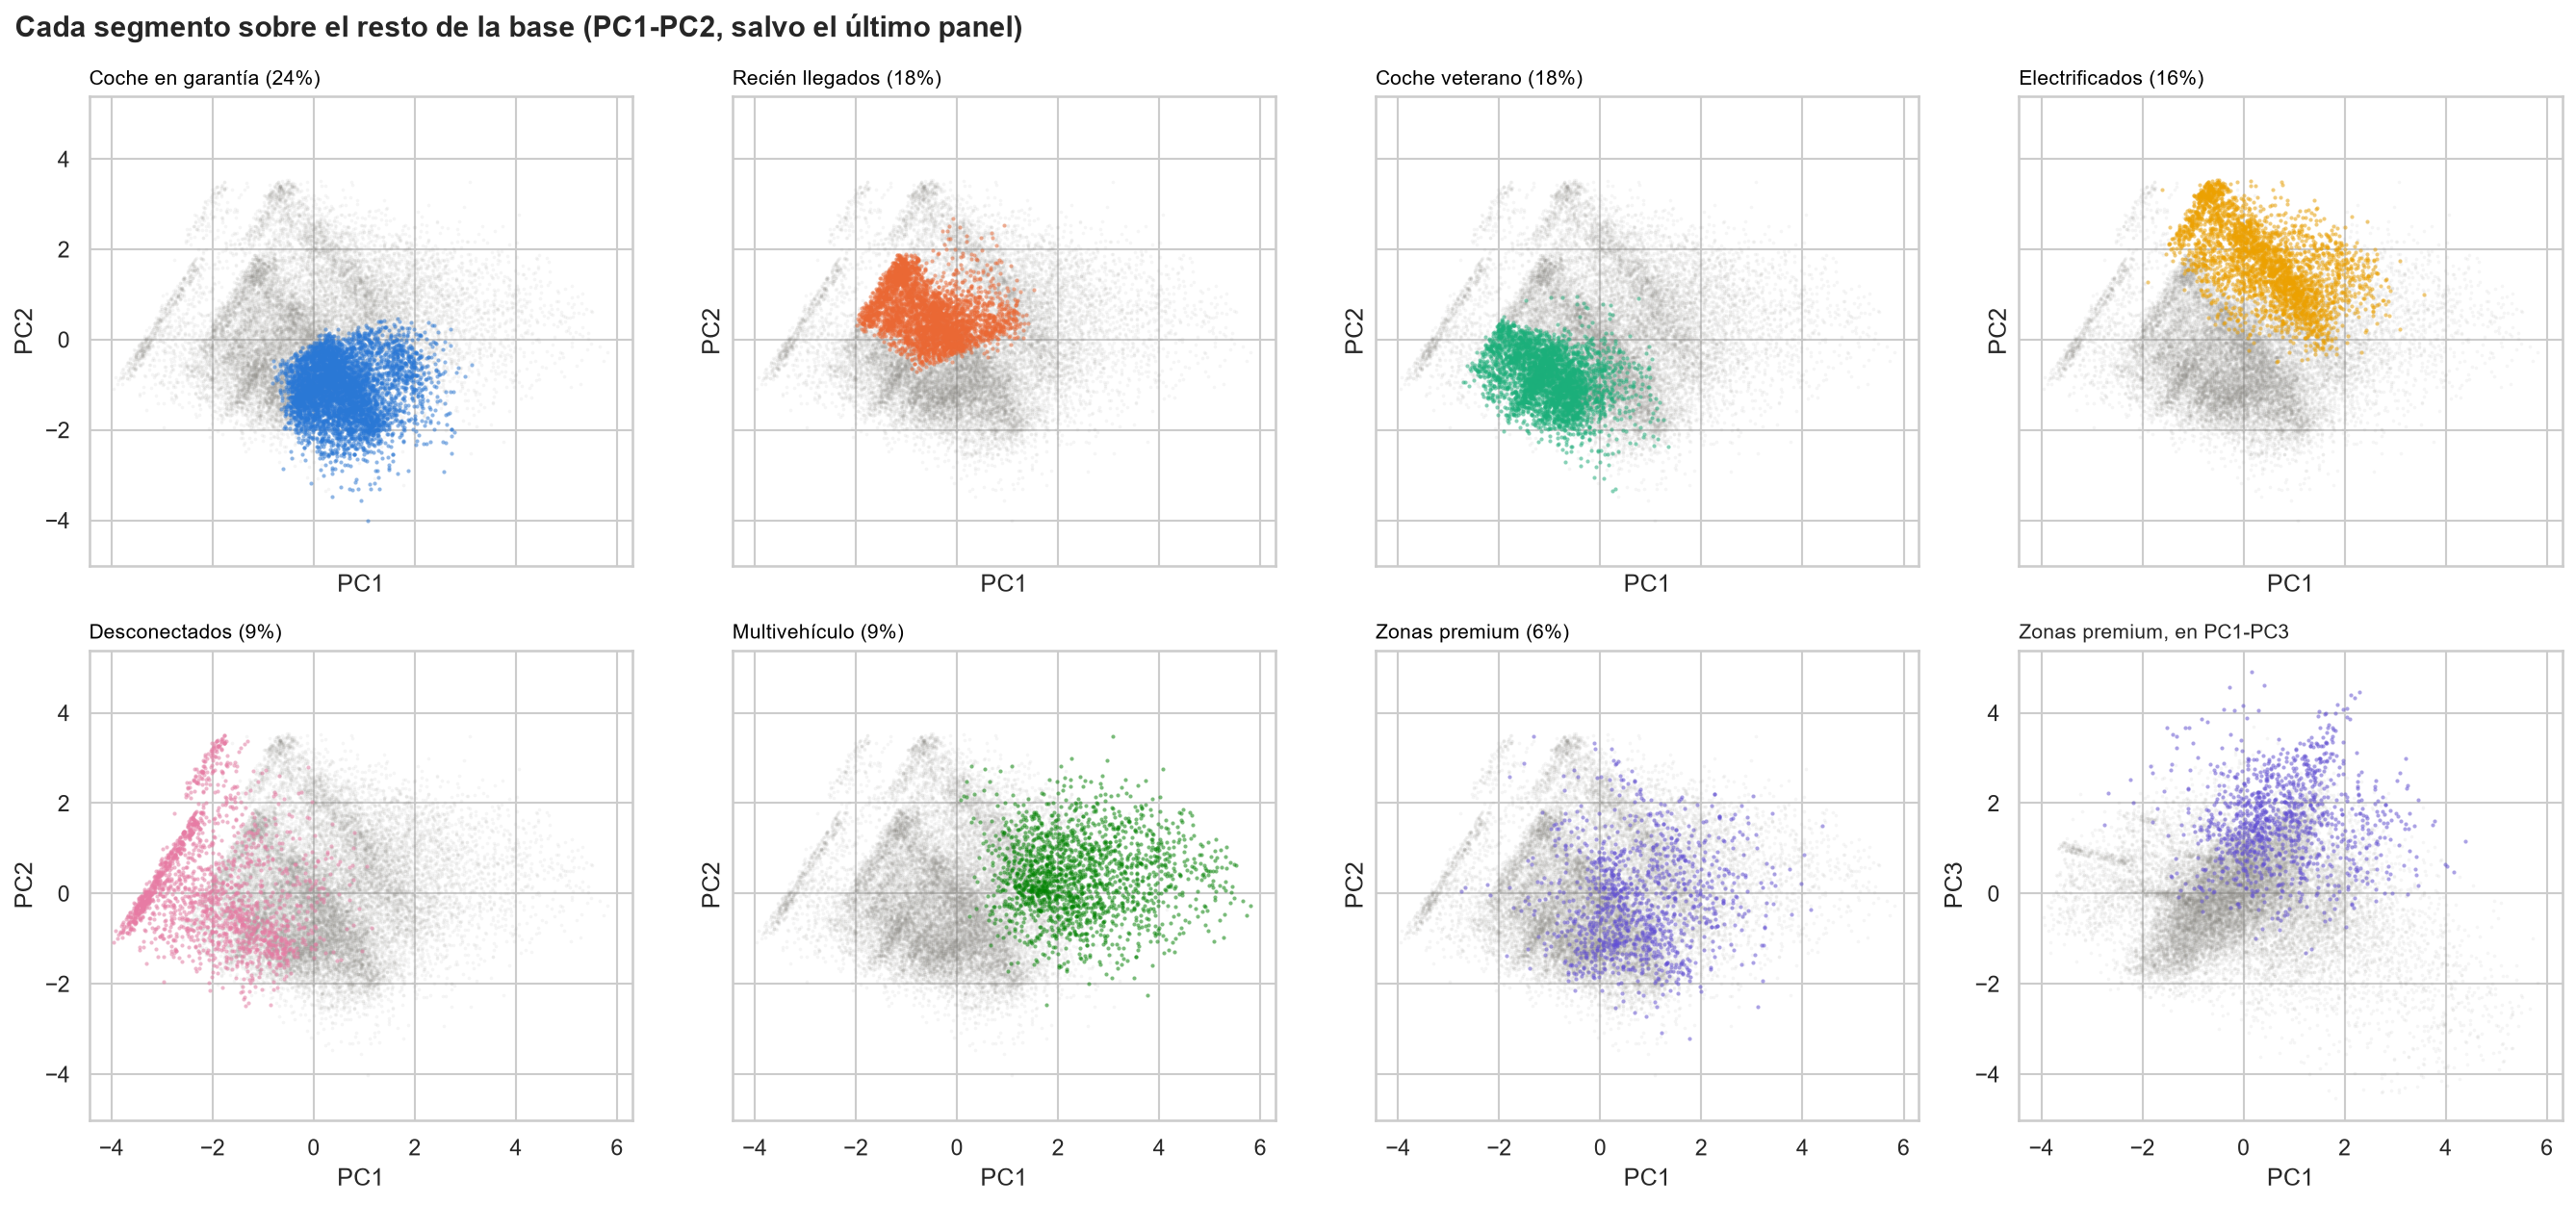 Cada segmento sobre el resto de la base (PC1-PC2, salvo el último panel)
Coche en garantía (24%)
Recién llegados (18%)
Coche veterano (18%)
Electrificados (16%)
4
2
0
−2
−4
PC2
PC2
PC2
PC2
PC1
PC1
PC1
PC1
Desconectados (9%)
Multivehículo (9%)
Zonas premium (6%)
Zonas premium, en PC1-PC3
4
2
0
−2
−4
4
2
0
−2
−4
PC2
PC2
PC2
PC3
−4 −2 0 2 4 6
−4 −2 0 2 4 6
−4 −2 0 2 4 6
−4 −2 0 2 4 6
PC1
PC1
PC1
PC1